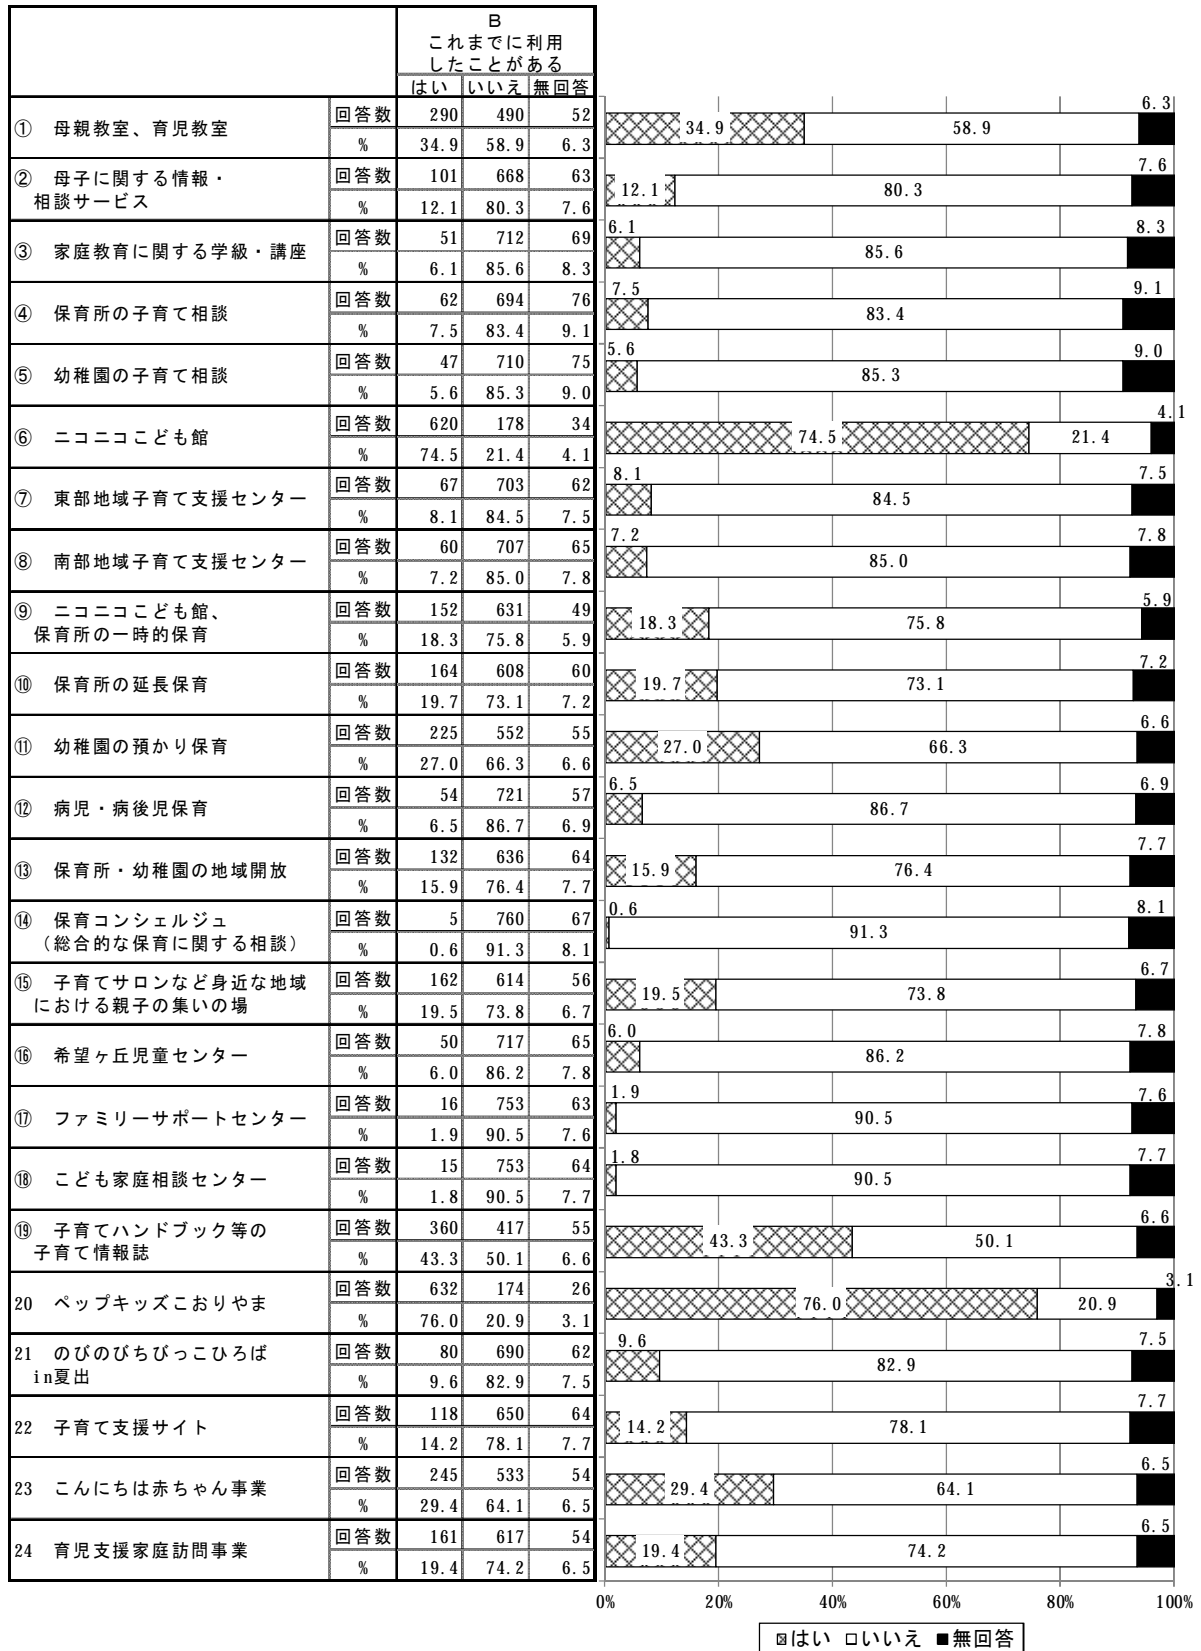 B
これまでに利用
したことがある
はい いいえ 無回答
① 母親教室、育児教室 回答数 290 490 52
% 34.9 58.9 6.3
34.9 58.9 6.3
② 母子に関する情報・
相談サービス 回答数 101 668 63
% 12.1 80.3 7.6
12.1 80.3 7.6
③ 家庭教育に関する学級・講座 回答数 51 712 69
% 6.1 85.6 8.3
6.1 85.6 8.3
④ 保育所の子育て相談 回答数 62 694 76
% 7.5 83.4 9.1
7.5 83.4 9.1
⑤ 幼稚園の子育て相談 回答数 47 710 75
% 5.6 85.3 9.0
5.6 85.3 9.0
⑥ ニコニコこども館 回答数 620 178 34
% 74.5 21.4 4.1
74.5 21.4 4.1
⑦ 東部地域子育て支援センター 回答数 67 703 62
% 8.1 84.5 7.5
8.1 84.5 7.5
⑧ 南部地域子育て支援センター 回答数 60 707 65
% 7.2 85.0 7.8
7.2 85.0 7.8
⑨ ニコニコこども館、
保育所の一時的保育 回答数 152 631 49
% 18.3 75.8 5.9
18.3 75.8 5.9
⑩ 保育所の延長保育 回答数 164 608 60
% 19.7 73.1 7.2
19.7 73.1 7.2
⑪ 幼稚園の預かり保育 回答数 225 552 55
% 27.0 66.3 6.6
27.0 66.3 6.6
⑫ 病児・病後児保育 回答数 54 721 57
% 6.5 86.7 6.9
6.5 86.7 6.9
⑬ 保育所・幼稚園の地域開放 回答数 132 636 64
% 15.9 76.4 7.7
15.9 76.4 7.7
⑭ 保育コンシェルジュ
（総合的な保育に関する相談） 回答数 5 760 67
% 0.6 91.3 8.1
0.6 91.3 8.1
⑮ 子育てサロンなど身近な地域
における親子の集いの場 回答数 162 614 56
% 19.5 73.8 6.7
19.5 73.8 6.7
⑯ 希望ヶ丘児童センター 回答数 50 717 65
% 6.0 86.2 7.8
6.0 86.2 7.8
⑰ ファミリーサポートセンター 回答数 16 753 63
% 1.9 90.5 7.6
1.9 90.5 7.6
⑱ こども家庭相談センター 回答数 15 753 64
% 1.8 90.5 7.7
1.8 90.5 7.7
⑲ 子育てハンドブック等の
子育て情報誌 回答数 360 417 55
% 43.3 50.1 6.6
43.3 50.1 6.6
20 ペップキッズこおりやま 回答数 632 174 26
% 76.0 20.9 3.1
76.0 20.9 3.1
21 のびのびちびっこひろば
in夏出 回答数 80 690 62
% 9.6 82.9 7.5
9.6 82.9 7.5
22 子育て支援サイト 回答数 118 650 64
% 14.2 78.1 7.7
14.2 78.1 7.7
23 こんにちは赤ちゃん事業 回答数 245 533 54
% 29.4 64.1 6.5
29.4 64.1 6.5
24 育児支援家庭訪問事業 回答数 161 617 54
% 19.4 74.2 6.5
19.4 74.2 6.5
0% 20% 40% 60% 80% 100%
はい いいえ 無回答